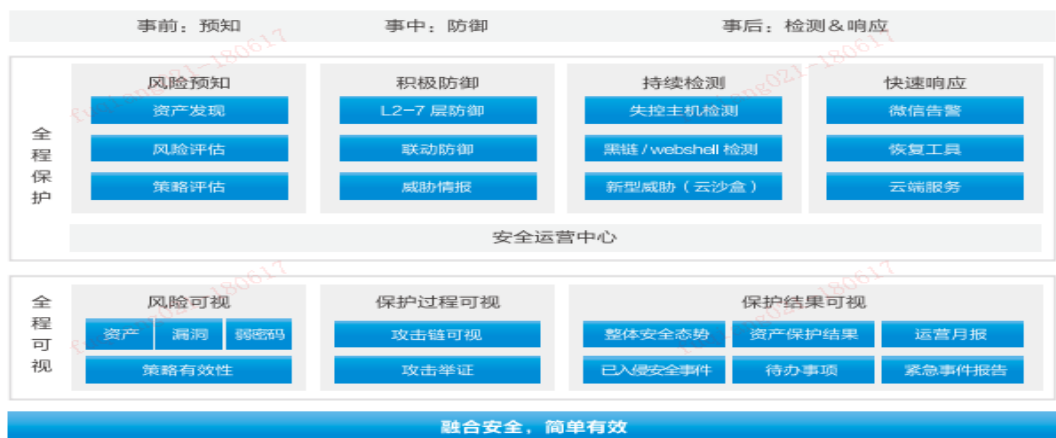 事前：预知 事中：防御 事后：检测&响应
风险预知 积极防御 持续检测 快速响应
资产发现 L2-7 层防御 失控主机检测 微信告警
全程保护
风险评估 联动防御 黑链/webshell 检测 恢复工具
策略评估 威胁情报 新型威胁（云沙盒） 云端服务
安全运营中心
全程可视
风险可视 保护过程可视 保护结果可视
资产 漏洞 弱密码 攻击链可视 整体安全态势 资产保护结果 运营月报
策略有效性 攻击举证 已入侵安全事件 待办事项 紧急事件报告
融合安全，简单有效